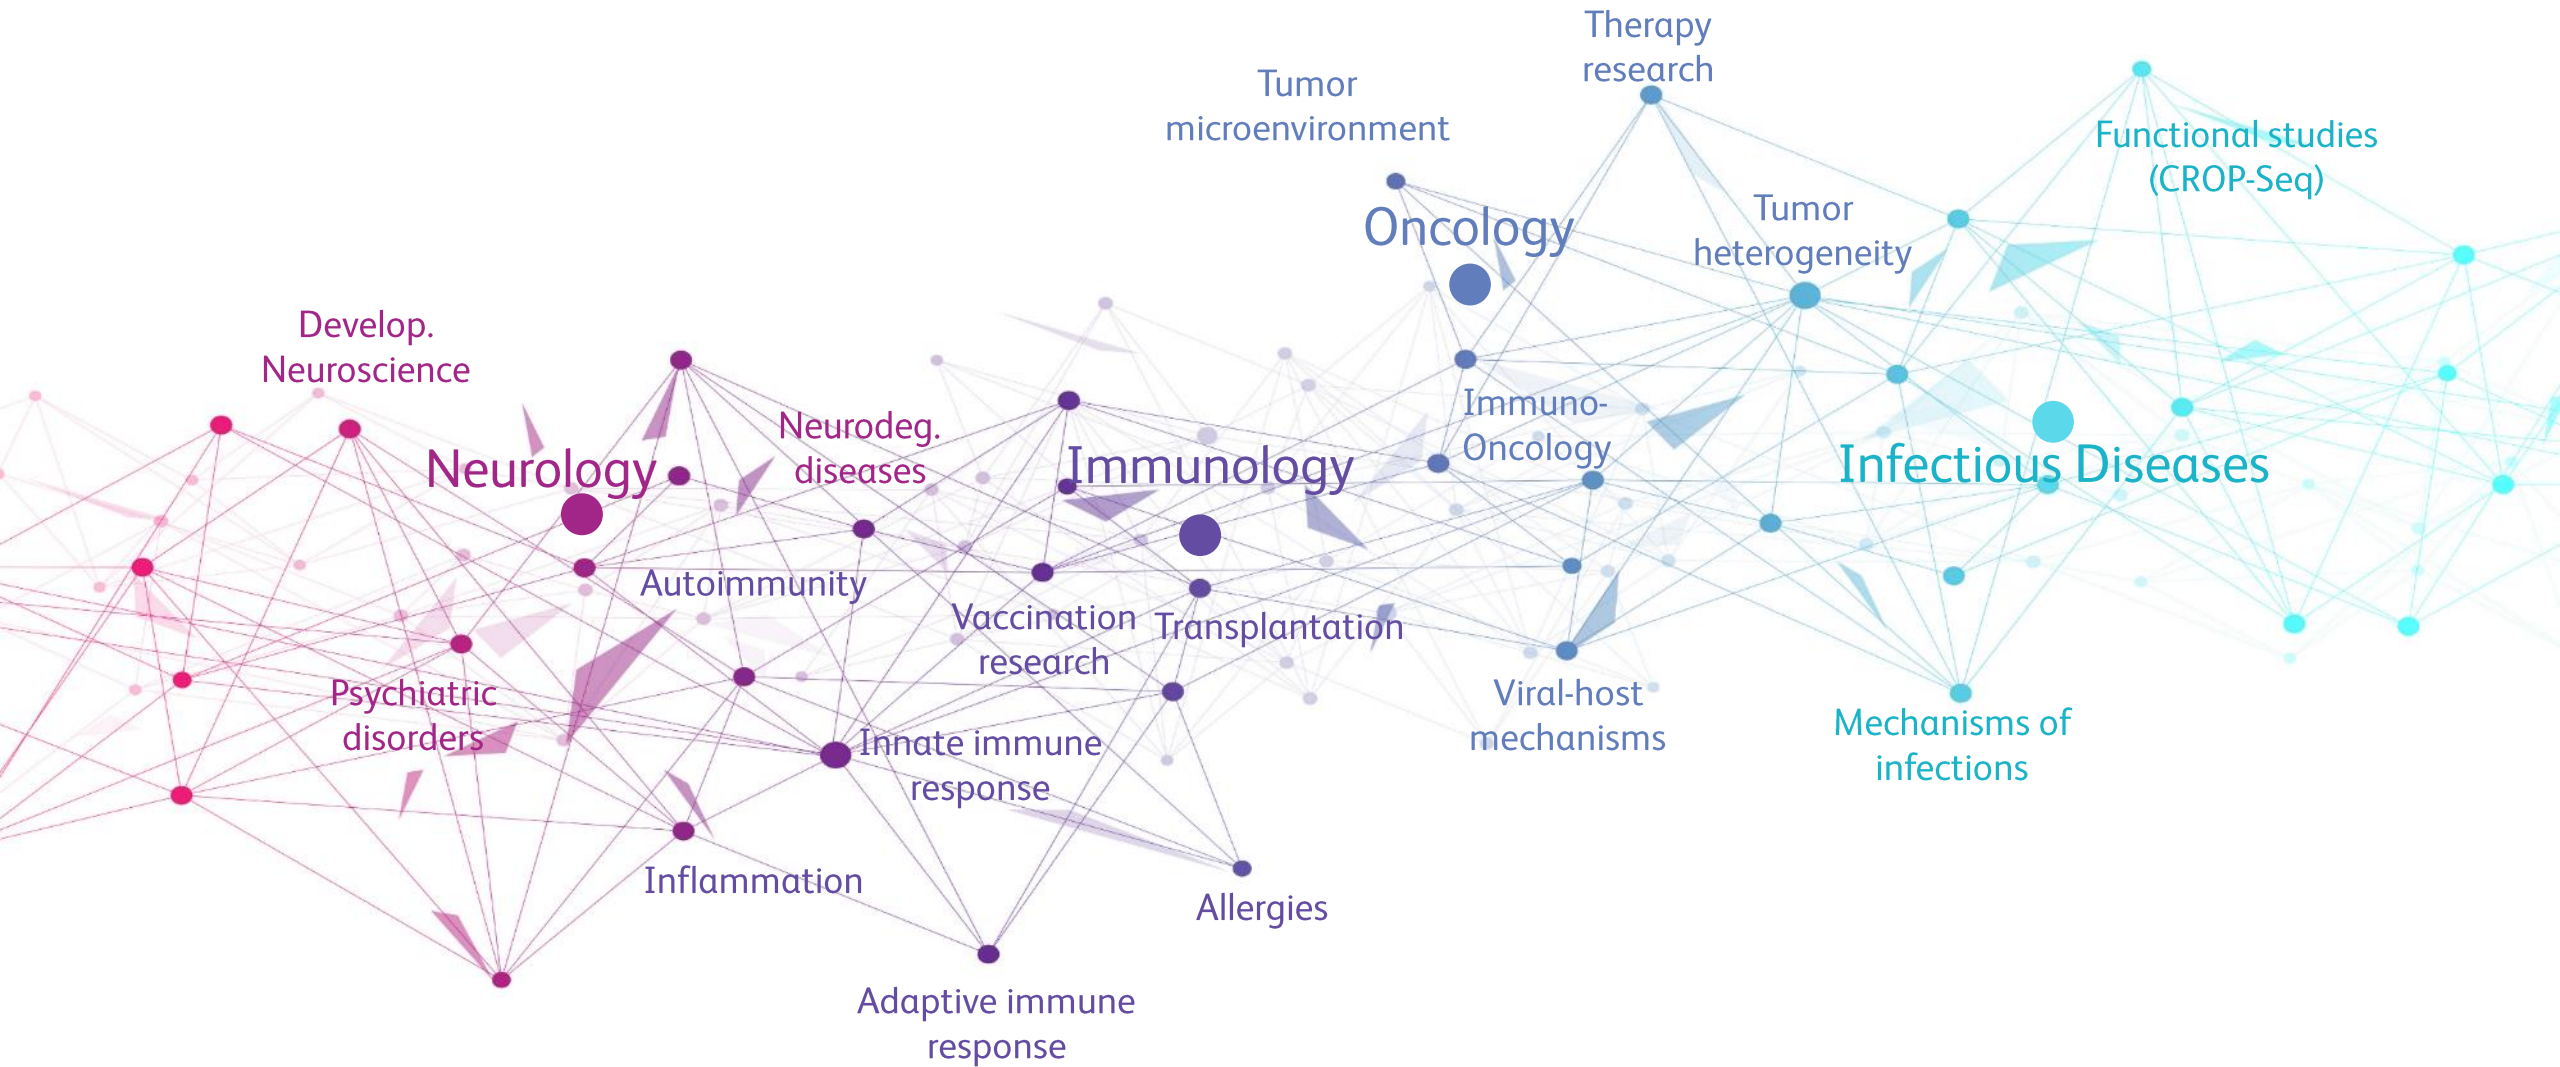 Therapy
research
Tumor
microenvironment
Functional studies
(CROP-Seq)
Oncology
Tumor
heterogeneity
Develop.
Neuroscience
Neurodeg.
diseases
Neurology
Immunology
Immuno-
Oncology
Infectious Diseases
Autoimmunity
Vaccination
research
Transplantation
Psychiatric
disorders
Innate immune
response
Viral-host
mechanisms
Mechanisms of
infections
Inflammation
Allergies
Adaptive immune
response